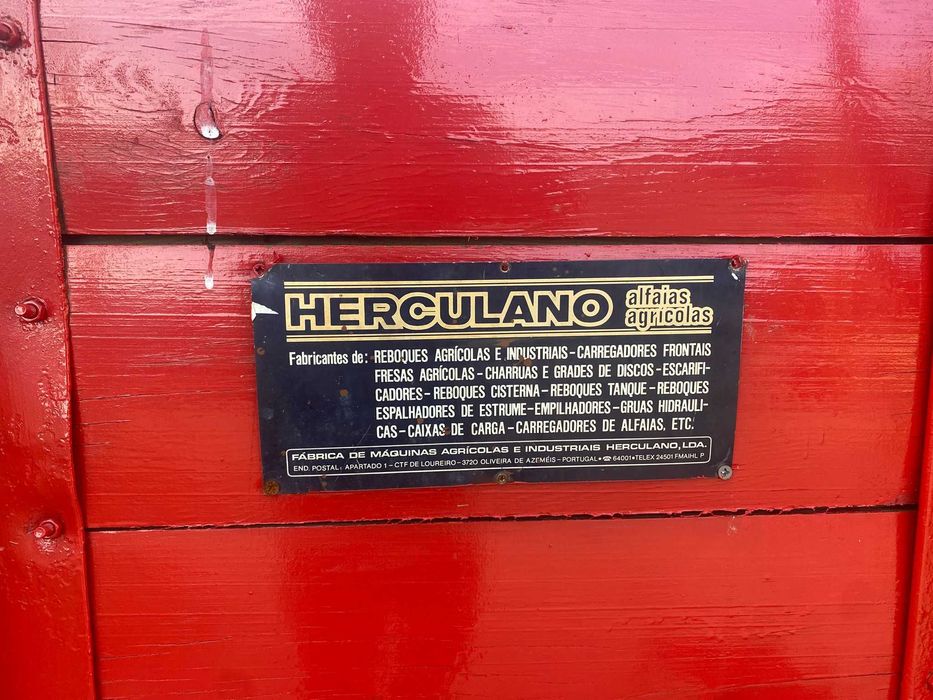 HERCULANO alfaias agrícolas
Fabricantes de: REBOQUES AGRÍCOLAS E INDUSTRIAIS - CARREGADORES FRONTAIS
FRESAS AGRÍCOLAS - CHARRUAS E GRADES DE DISCOS - ESCARIFI-
CADORES - REBOQUES CISTERNA - REBOQUES TANQUE - REBOQUES
ESPALHADORES DE ESTRUME - EMPILHADORES - GRUAS HIDRAULI-
CAS - CAIXAS DE CARGA - CARREGADORES DE ALFAIAS, ETC.
FÁBRICA DE MÁQUINAS AGRÍCOLAS E INDUSTRIAIS HERCULANO, LDA.
END. POSTAL: APARTADO 1 - CTF DE LOUREIRO - 3720 OLIVEIRA DE AZEMÉIS - PORTUGAL • ☎ 64001 • TELEX 24501 FMAIHL P